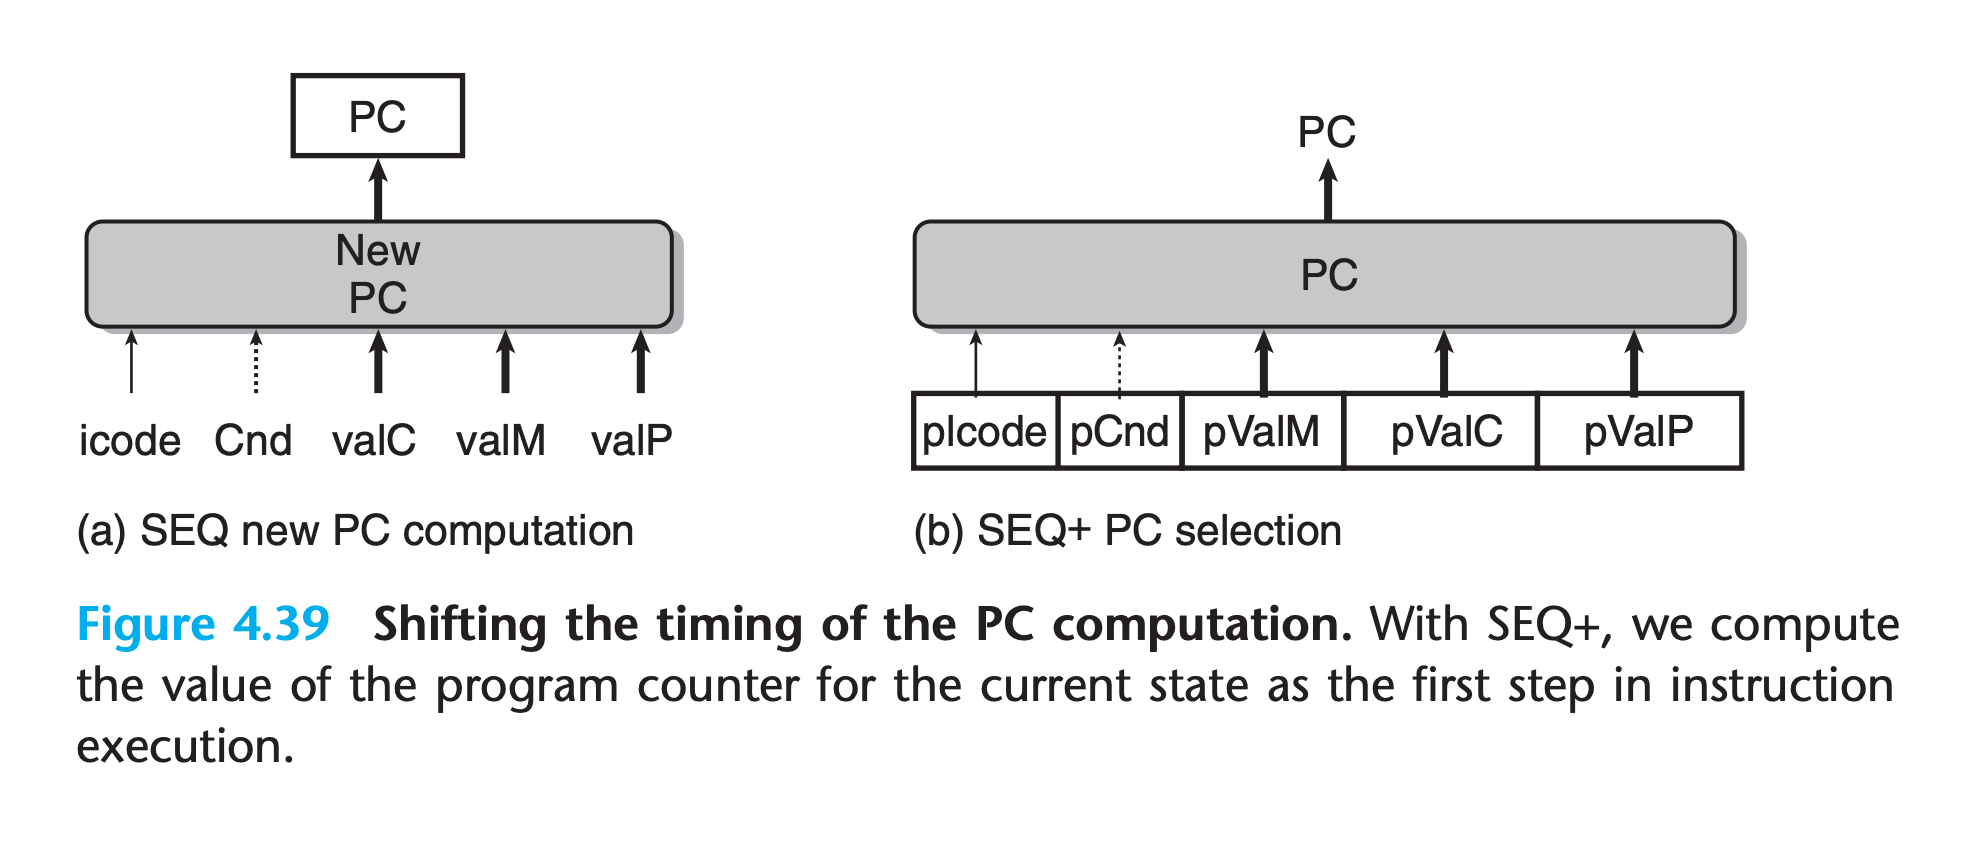 PC
New
PC
icode Cnd valC valM valP
(a) SEQ new PC computation
PC
PC
pIcode pCnd pValM pValC pValP
(b) SEQ+ PC selection
Figure 4.39 Shifting the timing of the PC computation. With SEQ+, we compute
the value of the program counter for the current state as the first step in instruction
execution.